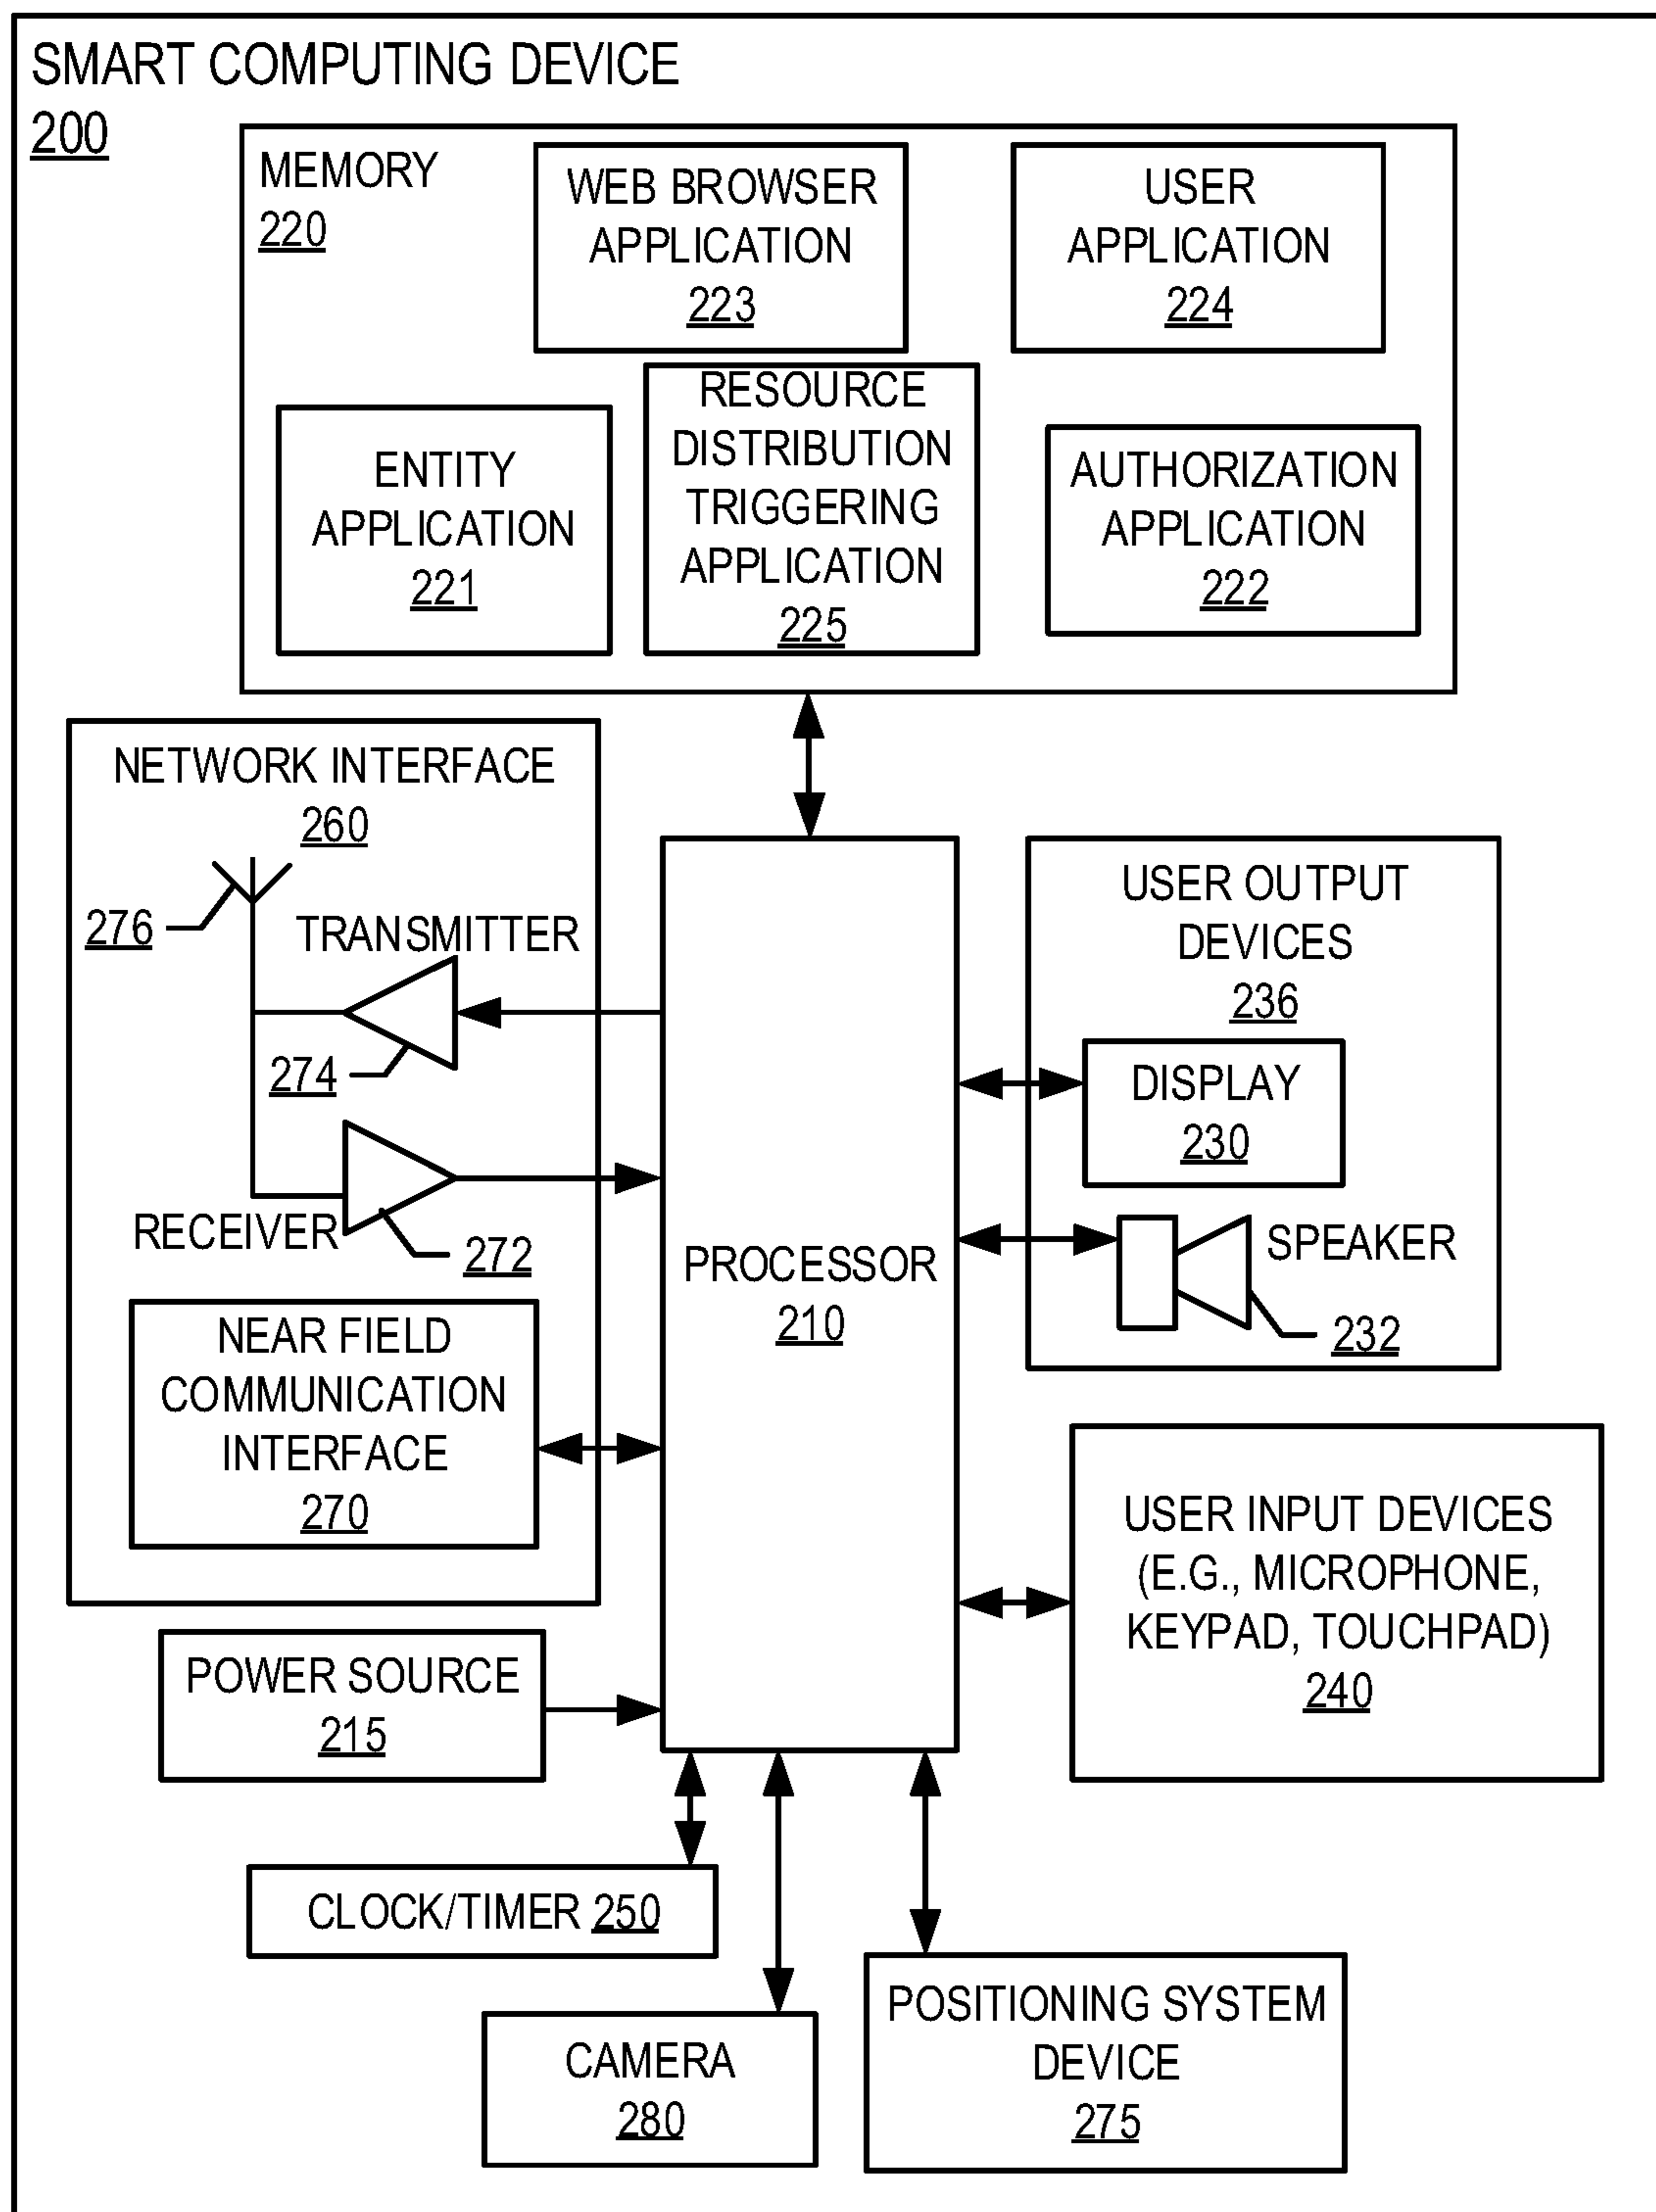 SMART COMPUTING DEVICE
200
MEMORY
220
WEB BROWSER
APPLICATION
223
USER
APPLICATION
224
ENTITY
APPLICATION
221
RESOURCE
DISTRIBUTION
TRIGGERING
APPLICATION
225
AUTHORIZATION
APPLICATION
222
NETWORK INTERFACE
260
276
TRANSMITTER
274
RECEIVER
272
NEAR FIELD
COMMUNICATION
INTERFACE
270
PROCESSOR
210
USER OUTPUT
DEVICES
236
DISPLAY
230
SPEAKER
232
USER INPUT DEVICES
(E.G., MICROPHONE,
KEYPAD, TOUCHPAD)
240
POWER SOURCE
215
CLOCK/TIMER 250
CAMERA
280
POSITIONING SYSTEM
DEVICE
275